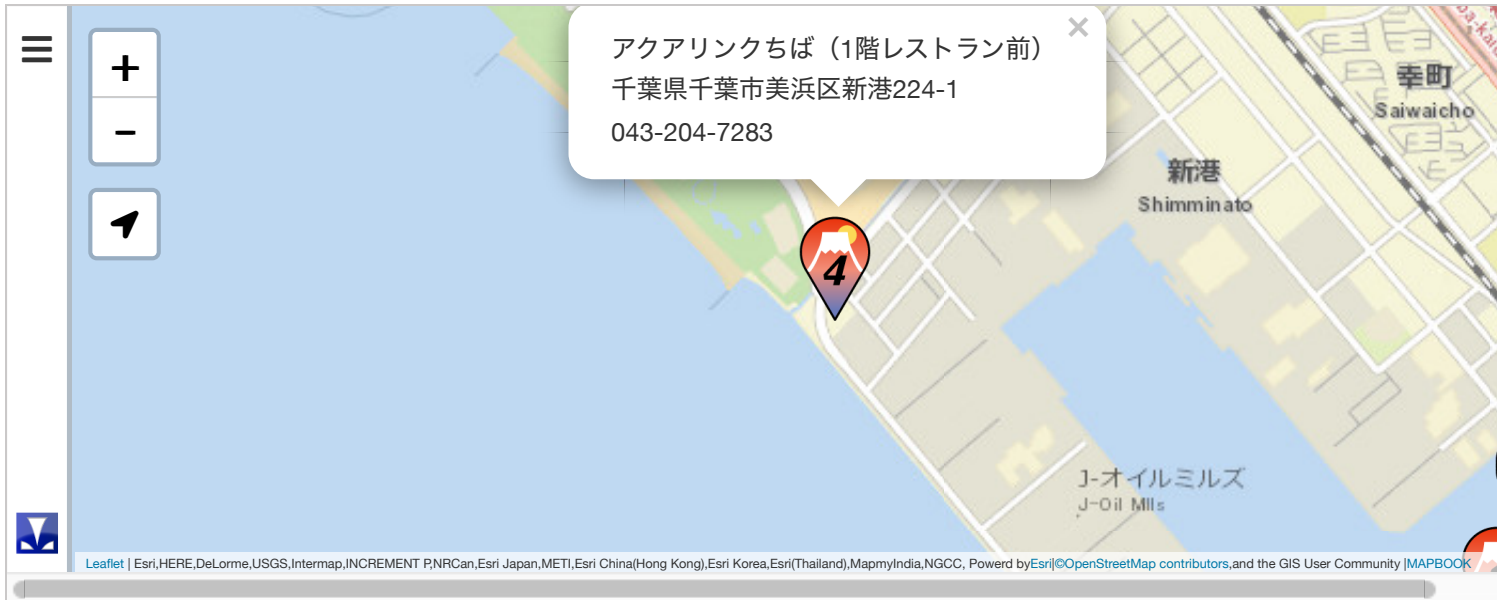 アクアリンクちば（1階レストラン前）
千葉県千葉市美浜区新港224-1
043-204-7283
×
+
−
幸町
Saiwaicho
新港
Shimminato
4
J-オイルミルズ
J-Oil Mlls
Leaflet | Esri,HERE,DeLorme,USGS,Intermap,INCREMENT P,NRCan,Esri Japan,METI,Esri China(Hong Kong),Esri Korea,Esri(Thailand),MapmyIndia,NGCC, Powerd byEsri|©OpenStreetMap contributors,and the GIS User Community |MAPBOOK